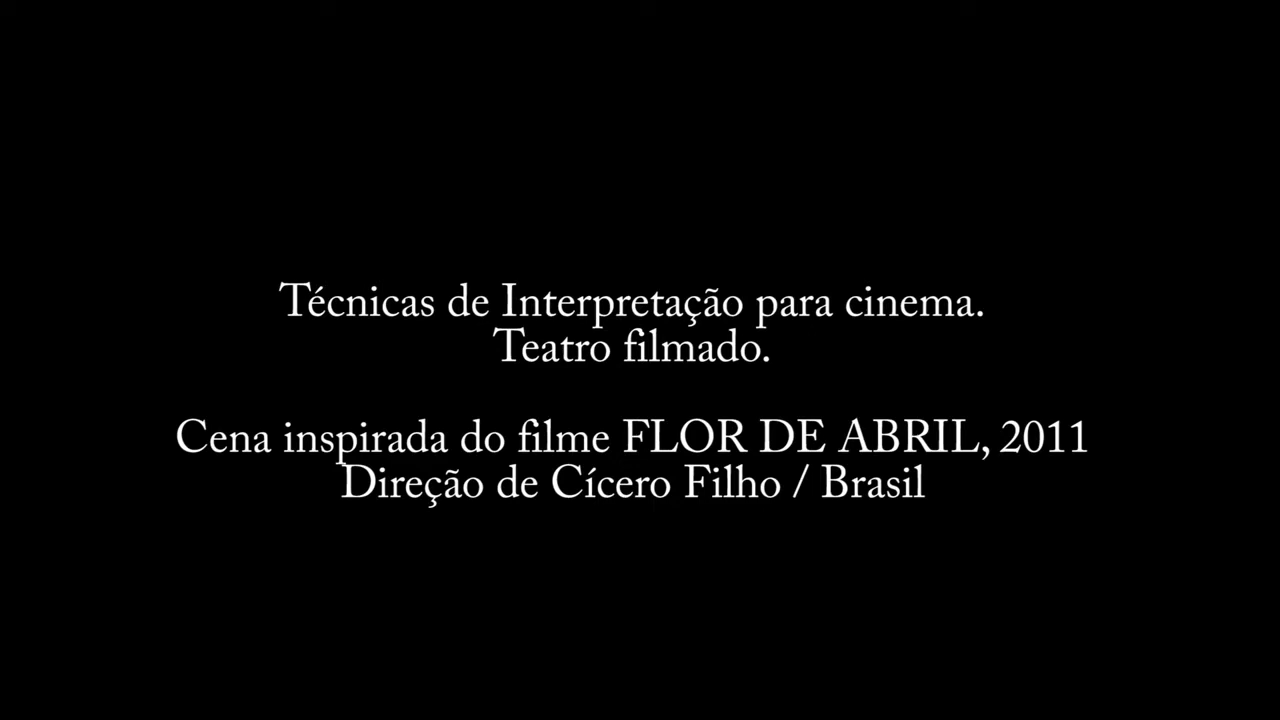 Técnicas de Interpretação para cinema.
Teatro filmado.
Cena inspirada do filme FLOR DE ABRIL, 2011
Direção de Cícero Filho / Brasil